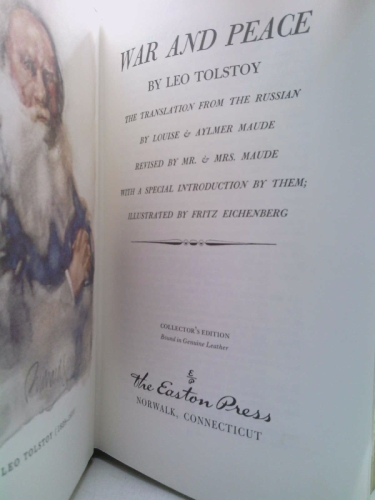 WAR AND PEACE
BY LEO TOLSTOY
THE TRANSLATION FROM THE RUSSIAN
BY LOUISE & AYLMER MAUDE
REVISED BY MR. & MRS. MAUDE
WITH A SPECIAL INTRODUCTION BY THEM;
ILLUSTRATED BY FRITZ EICHENBERG
COLLECTOR'S EDITION
Bound in Genuine Leather
The Easton Press
NORWALK, CONNECTICUT
LEO TOLSTOY